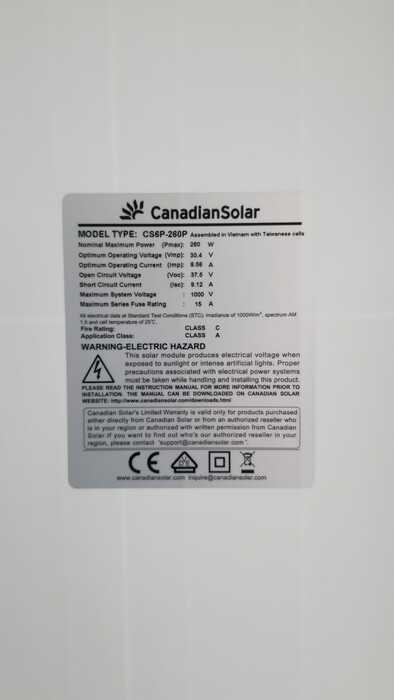 CanadianSolar
MODEL TYPE: CS6P-260P Assembled in Vietnam with Taiwanese cells
Nominal Maximum Power (Pmax): 260 W
Optimum Operating Voltage (Vmp): 30.4 V
Optimum Operating Current (Imp): 8.56 A
Open Circuit Voltage (Voc): 37.5 V
Short Circuit Current (Isc): 9.12 A
Maximum System Voltage : 1000 V
Maximum Series Fuse Rating : 15 A
All electrical data at Standard Test Conditions (STC): irradiance of 1000W/m², spectrum AM
1.5 and cell temperature of 25℃.
Fire Rating: CLASS C
Application Class: CLASS A
WARNING-ELECTRIC HAZARD
This solar module produces electrical voltage when
exposed to sunlight or intense artificial lights. Proper
precautions associated with electrical power systems
must be taken while handling and installing this product.
PLEASE READ THE INSTRUCTION MANUAL FOR MORE INFORMATION PRIOR TO
INSTALLATION. THE MANUAL CAN BE DOWNLOADED ON CANADIAN SOLAR
WEBSITE: http://www.canadiansolar.com/downloads.html
Canadian Solar's Limited Warranty is valid only for products purchased
either directly from Canadian Solar or from an authorized reseller who
is in your region or authorized with written permission from Canadian
Solar.If you want to find out who's our authorized reseller in your
region, please contact "support@canadiansolar.com".
CE
www.canadiansolar.com inquire@canadiansolar.com